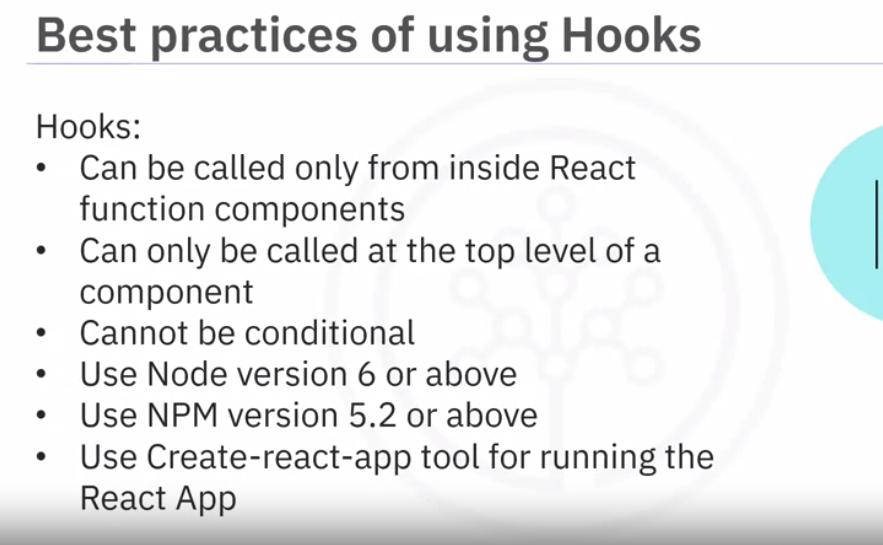 Best practices of using Hooks
Hooks:
• Can be called only from inside React
function components
• Can only be called at the top level of a
component
• Cannot be conditional
• Use Node version 6 or above
• Use NPM version 5.2 or above
• Use Create-react-app tool for running the
React App